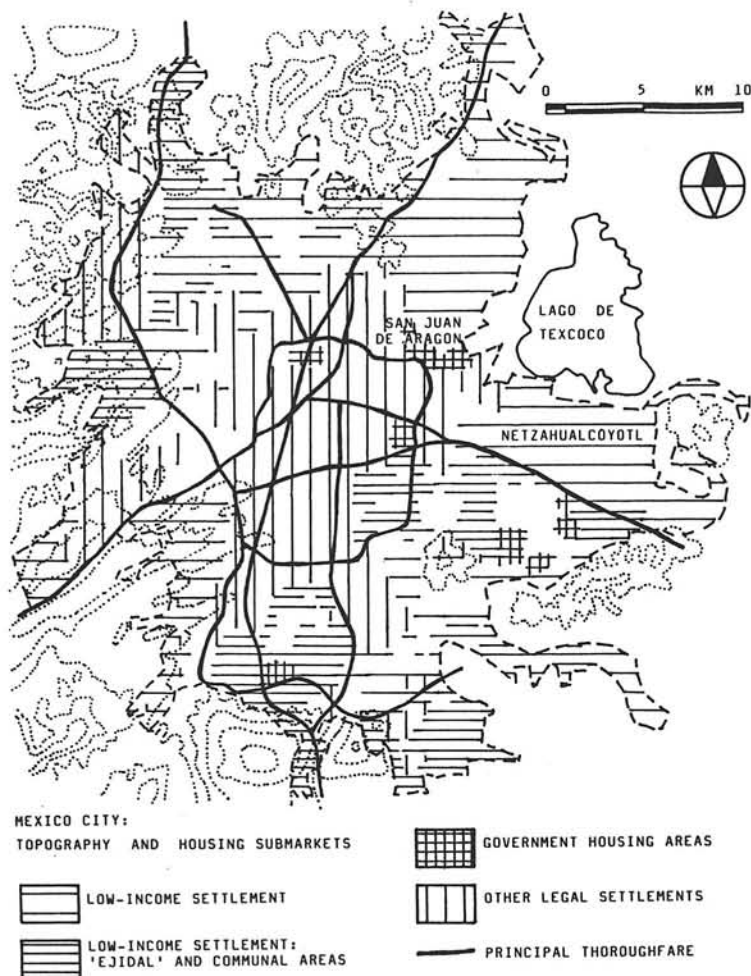 0 5 KM 10
LAGO DE
TEXCOCO
SAN JUAN
DE ARAGON
NETZAHUALCOYOTL
MEXICO CITY:
TOPOGRAPHY AND HOUSING SUBMARKETS
LOW-INCOME SETTLEMENT
LOW-INCOME SETTLEMENT:
'EJIDAL' AND COMMUNAL AREAS
GOVERNMENT HOUSING AREAS
OTHER LEGAL SETTLEMENTS
PRINCIPAL THOROUGHFARE